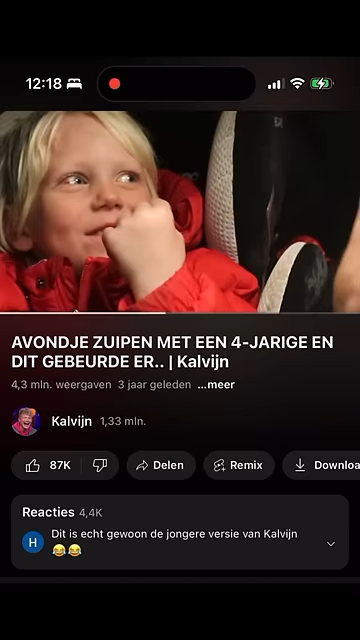 12:18
AVONDJE ZUIPEN MET EEN 4-JARIGE EN
DIT GEBEURDE ER.. | Kalvijn
4,3 mln. weergaven 3 jaar geleden ...meer
Kalvijn 1,33 mln.
87K Delen Remix Downloa
Reacties 4,4K
H Dit is echt gewoon de jongere versie van Kalvijn
😂😂